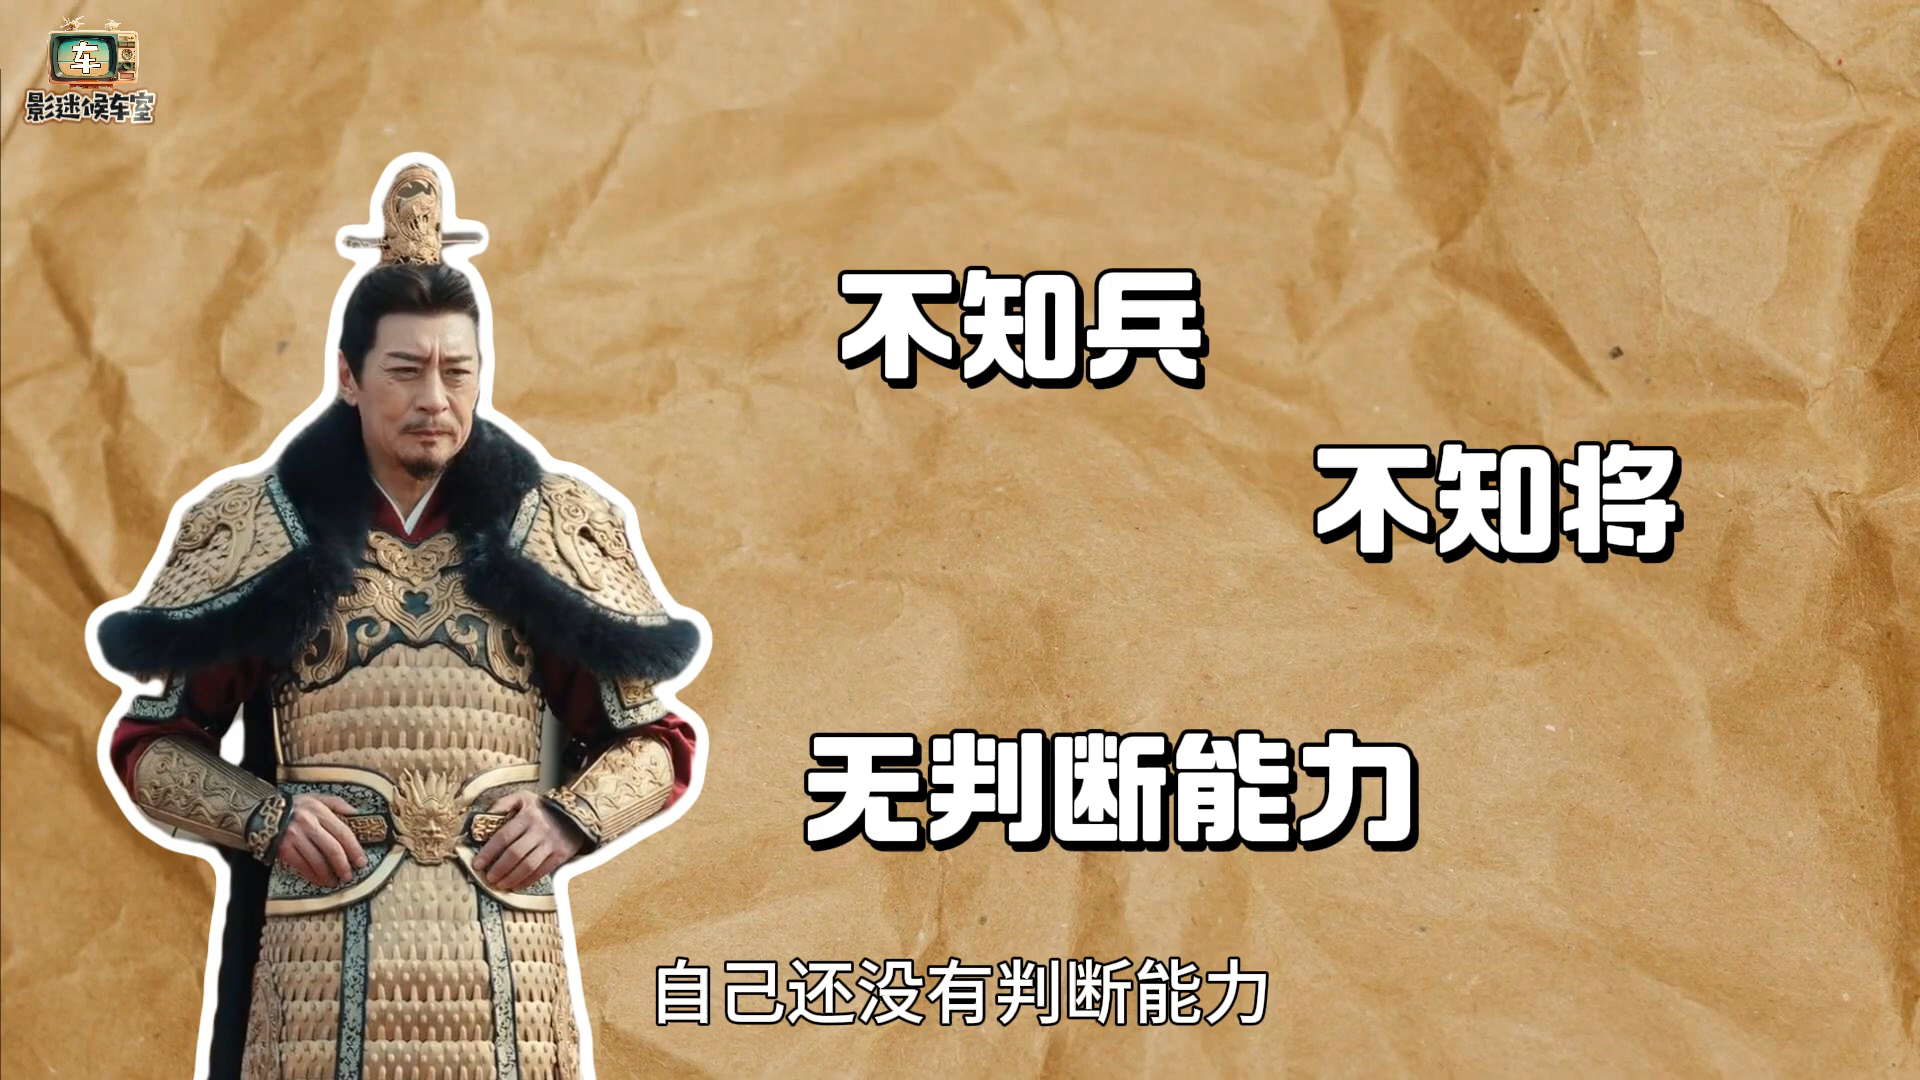 车
影迷候车室
不知兵
不知将
无判断能力
自己还没有判断能力